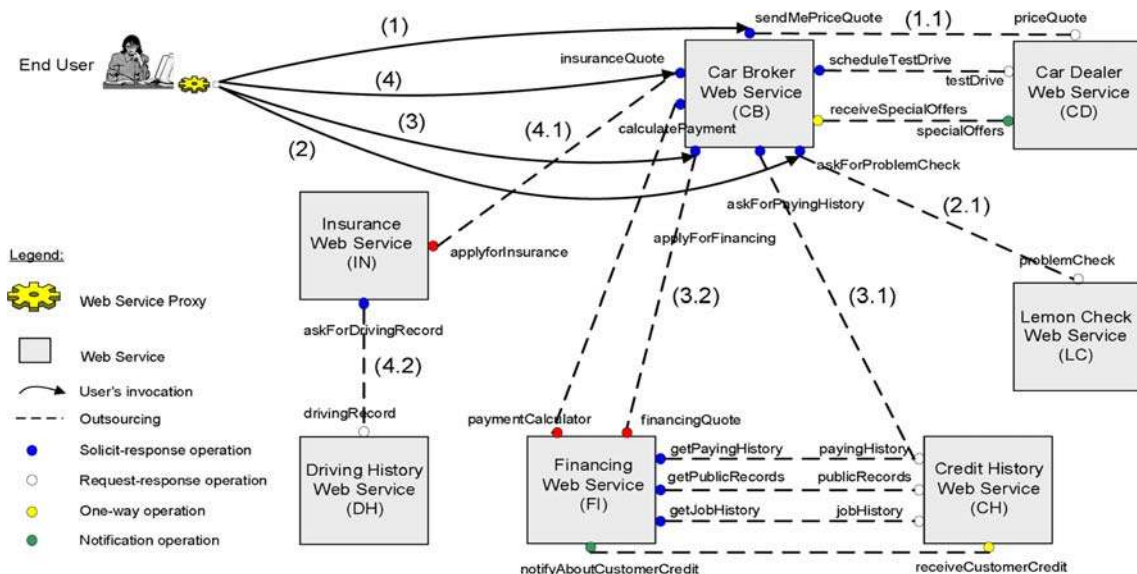 (1)
sendMePriceQuote
(1.1)
priceQuote
End User
insuranceQuote
(4)
Car Broker
Web Service
(CB)
scheduleTestDrive
testDrive
Car Dealer
Web Service
(CD)
receiveSpecialOffers
specialOffers
(3)
(4.1)
calculatePayment
(2)
askForProblemCheck
askForPayingHistory
(2.1)
Insurance
Web Service
(IN)
applyforInsurance
applyForFinancing
problemCheck
Legend:
Web Service Proxy
(3.2)
(3.1)
Lemon Check
Web Service
(LC)
askForDrivingRecord
Web Service
(4.2)
User's invocation
Outsourcing
drivingRecord
paymentCalculator
financingQuote
Solicit-response operation
Driving History
Web Service
(DH)
Financing
Web Service
(FI)
getPayingHistory
payingHistory
getPublicRecords
publicRecords
getJobHistory
jobHistory
Credit History
Web Service
(CH)
Request-response operation
One-way operation
Notification operation
notifyAboutCustomerCredit
receiveCustomerCredit